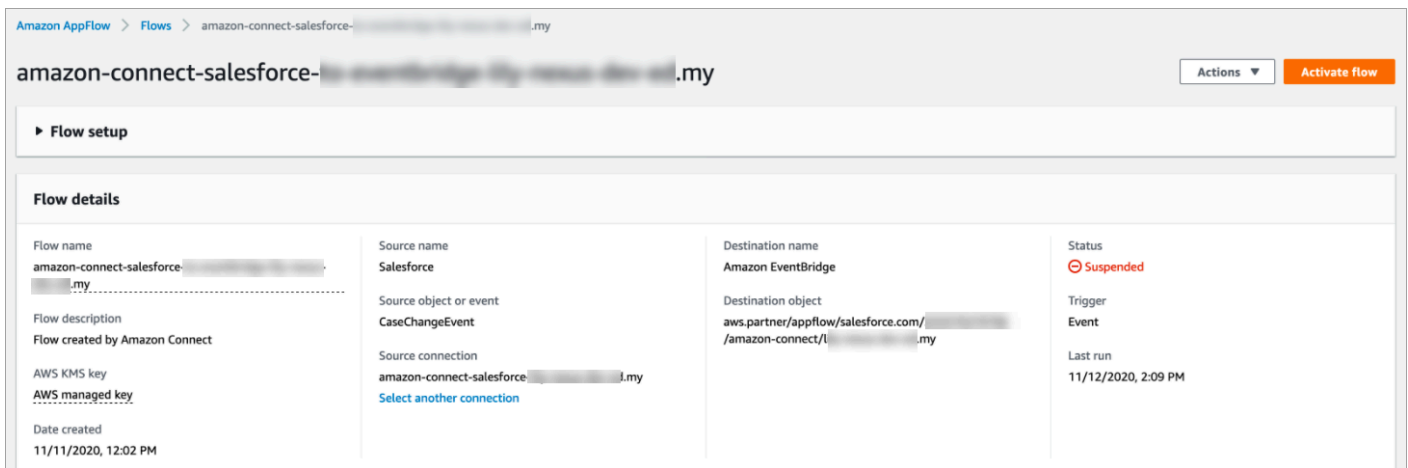 Amazon AppFlow > Flows > amazon-connect-salesforce- .my
amazon-connect-salesforce- .my
Actions ▼
Activate flow
▶ Flow setup
Flow details
Flow name
amazon-connect-salesforce- -
.my
Flow description
Flow created by Amazon Connect
AWS KMS key
AWS managed key
Date created
11/11/2020, 12:02 PM
Source name
Salesforce
Source object or event
CaseChangeEvent
Source connection
amazon-connect-salesforce- l.my
Select another connection
Destination name
Amazon EventBridge
Destination object
aws.partner/appflow/salesforce.com/
/amazon-connect/l .my
Status
Suspended
Trigger
Event
Last run
11/12/2020, 2:09 PM